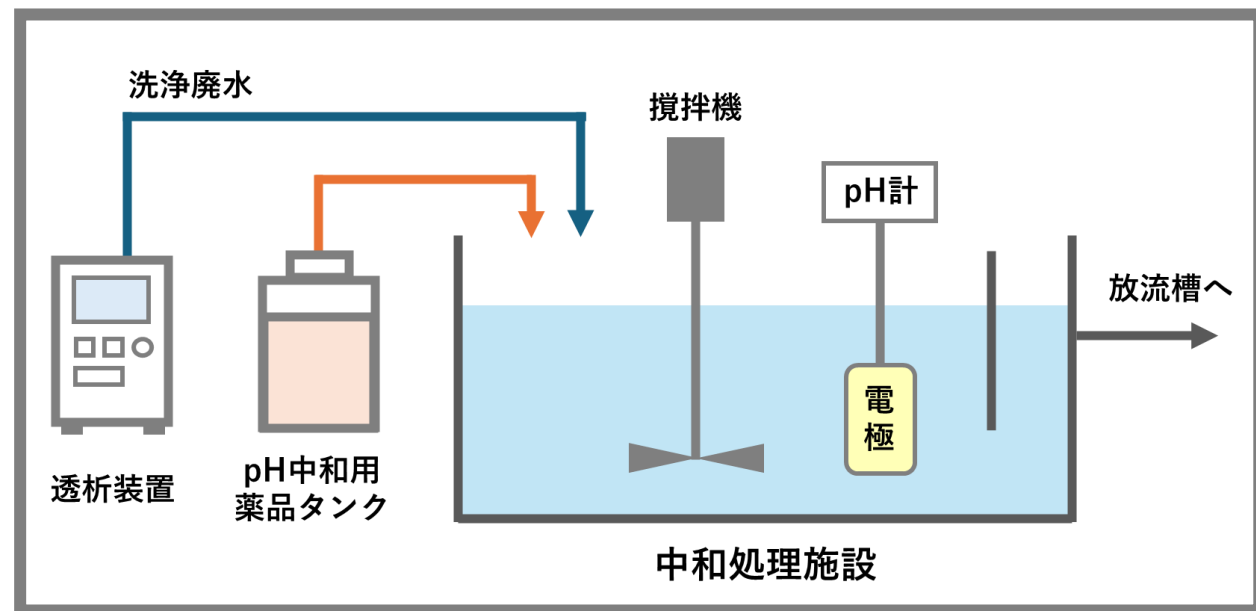 洗浄廃水
撹拌機
pH計
放流槽へ
電
極
透析装置
pH中和用
薬品タンク
中和処理施設